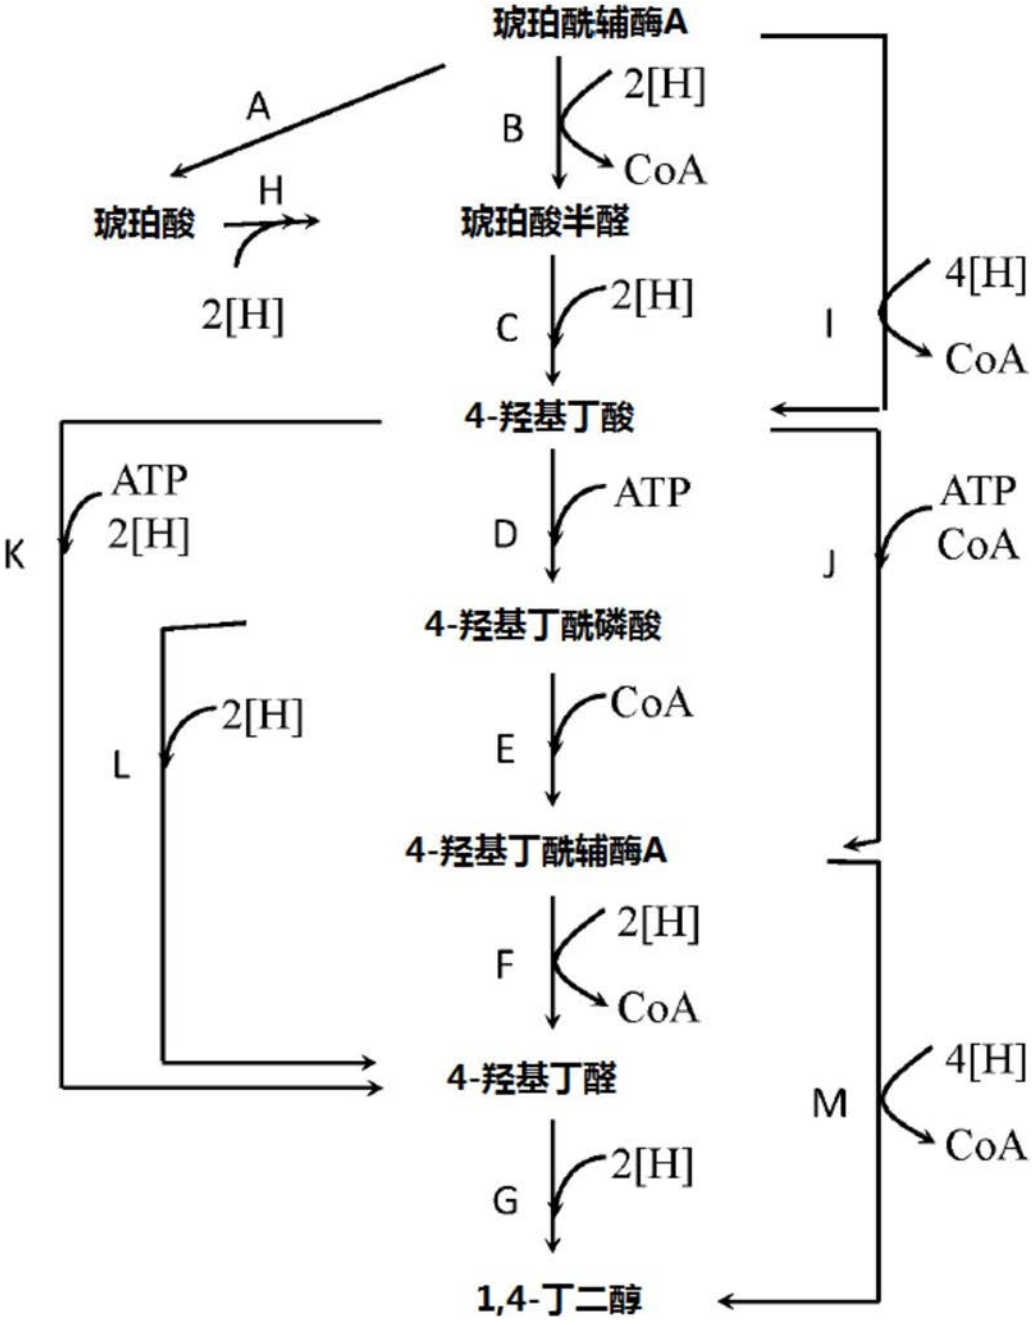 琥珀酰辅酶A
2[H]
A
B
CoA
H
琥珀酸
琥珀酸半醛
2[H]
4[H]
2[H]
C
I
CoA
4-羟基丁酸
ATP
2[H]
K
ATP
D
ATP
CoA
J
4-羟基丁酰磷酸
2[H]
L
CoA
E
4-羟基丁酰辅酶A
2[H]
F
CoA
4-羟基丁醛
4[H]
M
CoA
2[H]
G
1,4-丁二醇